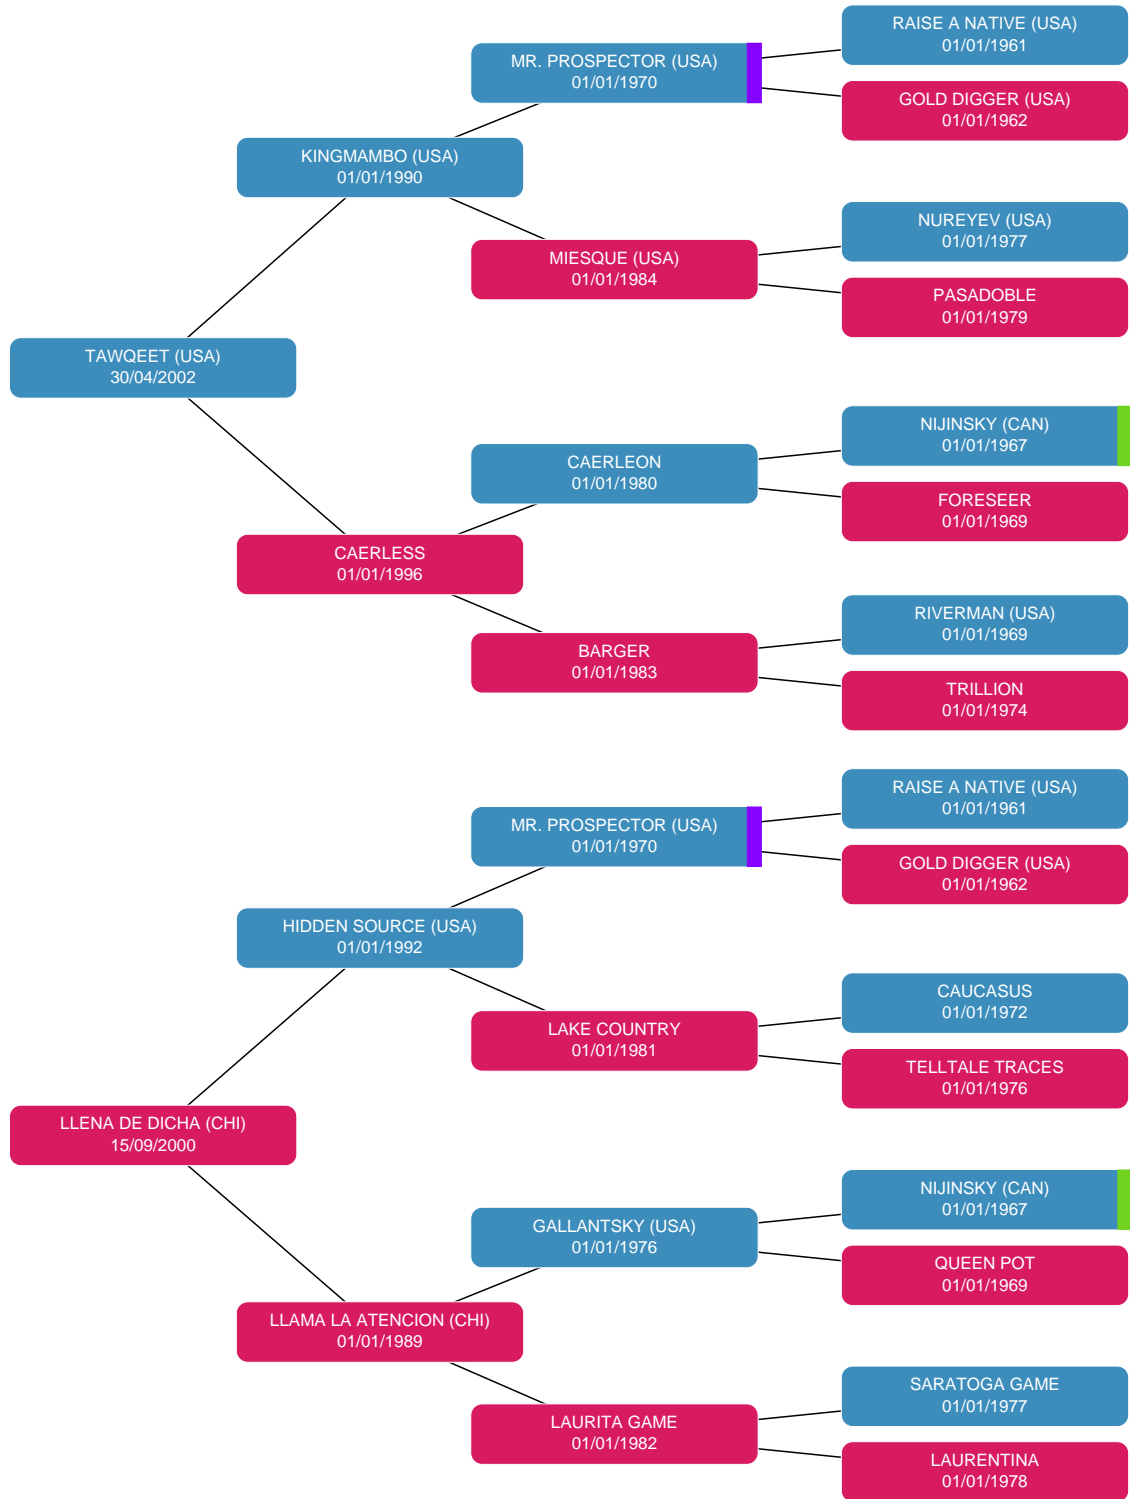 RAISE A NATIVE (USA)
01/01/1961
MR. PROSPECTOR (USA)
01/01/1970
GOLD DIGGER (USA)
01/01/1962
KINGMAMBO (USA)
01/01/1990
NUREYEV (USA)
01/01/1977
MIESQUE (USA)
01/01/1984
PASADOBLE
01/01/1979
TAWQEET (USA)
30/04/2002
NIJINSKY (CAN)
01/01/1967
CAERLEON
01/01/1980
FORESEER
01/01/1969
CAERLESS
01/01/1996
RIVERMAN (USA)
01/01/1969
BARGER
01/01/1983
TRILLION
01/01/1974
RAISE A NATIVE (USA)
01/01/1961
MR. PROSPECTOR (USA)
01/01/1970
GOLD DIGGER (USA)
01/01/1962
HIDDEN SOURCE (USA)
01/01/1992
CAUCASUS
01/01/1972
LAKE COUNTRY
01/01/1981
TELLTALE TRACES
01/01/1976
LLENA DE DICHA (CHI)
15/09/2000
NIJINSKY (CAN)
01/01/1967
GALLANTSKY (USA)
01/01/1976
QUEEN POT
01/01/1969
LLAMA LA ATENCION (CHI)
01/01/1989
SARATOGA GAME
01/01/1977
LAURITA GAME
01/01/1982
LAURENTINA
01/01/1978